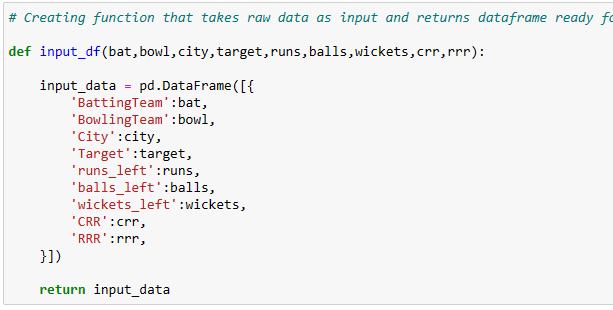 # Creating function that takes raw data as input and returns dataframe ready
def input_df(bat,bowl,city,target,runs,balls,wickets,crr,rrr):
input_data = pd.DataFrame([{
'BattingTeam':bat,
'BowlingTeam':bowl,
'City':city,
'Target':target,
'runs_left':runs,
'balls_left':balls,
'wickets_left':wickets,
'CRR':crr,
'RRR':rrr,
}])
return input_data